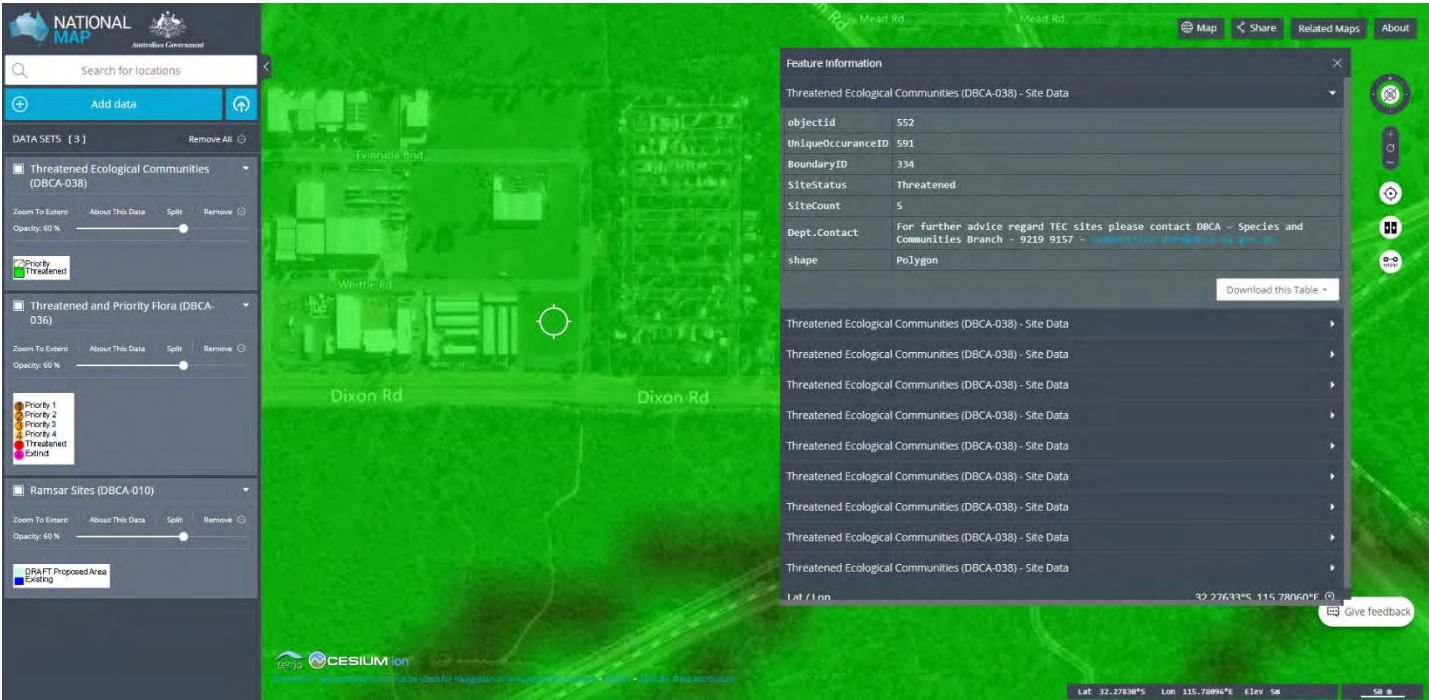 NATIONAL
MAP
Australian Government
Search for locations
Add data
DATA SETS [3] Remove All
Threatened Ecological Communities
(DBCA-038)
Zoom To Extent About This Data Split Remove
Opacity: 60 %
Priority
Threatened
Threatened and Priority Flora (DBCA-
036)
Zoom To Extent About This Data Split Remove
Opacity: 60 %
1 Priority 1
2 Priority 2
3 Priority 3
4 Priority 4
Threatened
Extinct
Ramsar Sites (DBCA-010)
Zoom To Extent About This Data Split Remove
Opacity: 60 %
DRAFT Proposed Area
Existing
Mead Rd
Mead Rd
Evinrude Bnd
Whittle Rd
Dixon Rd
Dixon Rd
Map Share Related Maps About
Feature Information
Threatened Ecological Communities (DBCA-038) - Site Data
objectid 552
UniqueOccuranceID 591
BoundaryID 334
SiteStatus Threatened
SiteCount 5
Dept.Contact For further advice regard TEC sites please contact DBCA - Species and
Communities Branch - 9219 9157 -
shape Polygon
Download this Table
Threatened Ecological Communities (DBCA-038) - Site Data
Threatened Ecological Communities (DBCA-038) - Site Data
Threatened Ecological Communities (DBCA-038) - Site Data
Threatened Ecological Communities (DBCA-038) - Site Data
Threatened Ecological Communities (DBCA-038) - Site Data
Threatened Ecological Communities (DBCA-038) - Site Data
Threatened Ecological Communities (DBCA-038) - Site Data
Threatened Ecological Communities (DBCA-038) - Site Data
Threatened Ecological Communities (DBCA-038) - Site Data
Lat / Lon 32.27633°S, 115.78060°E
Give feedback
terria CESIUM ion
Lat 32.27830°S Lon 115.78096°E Elev 5m 50 m